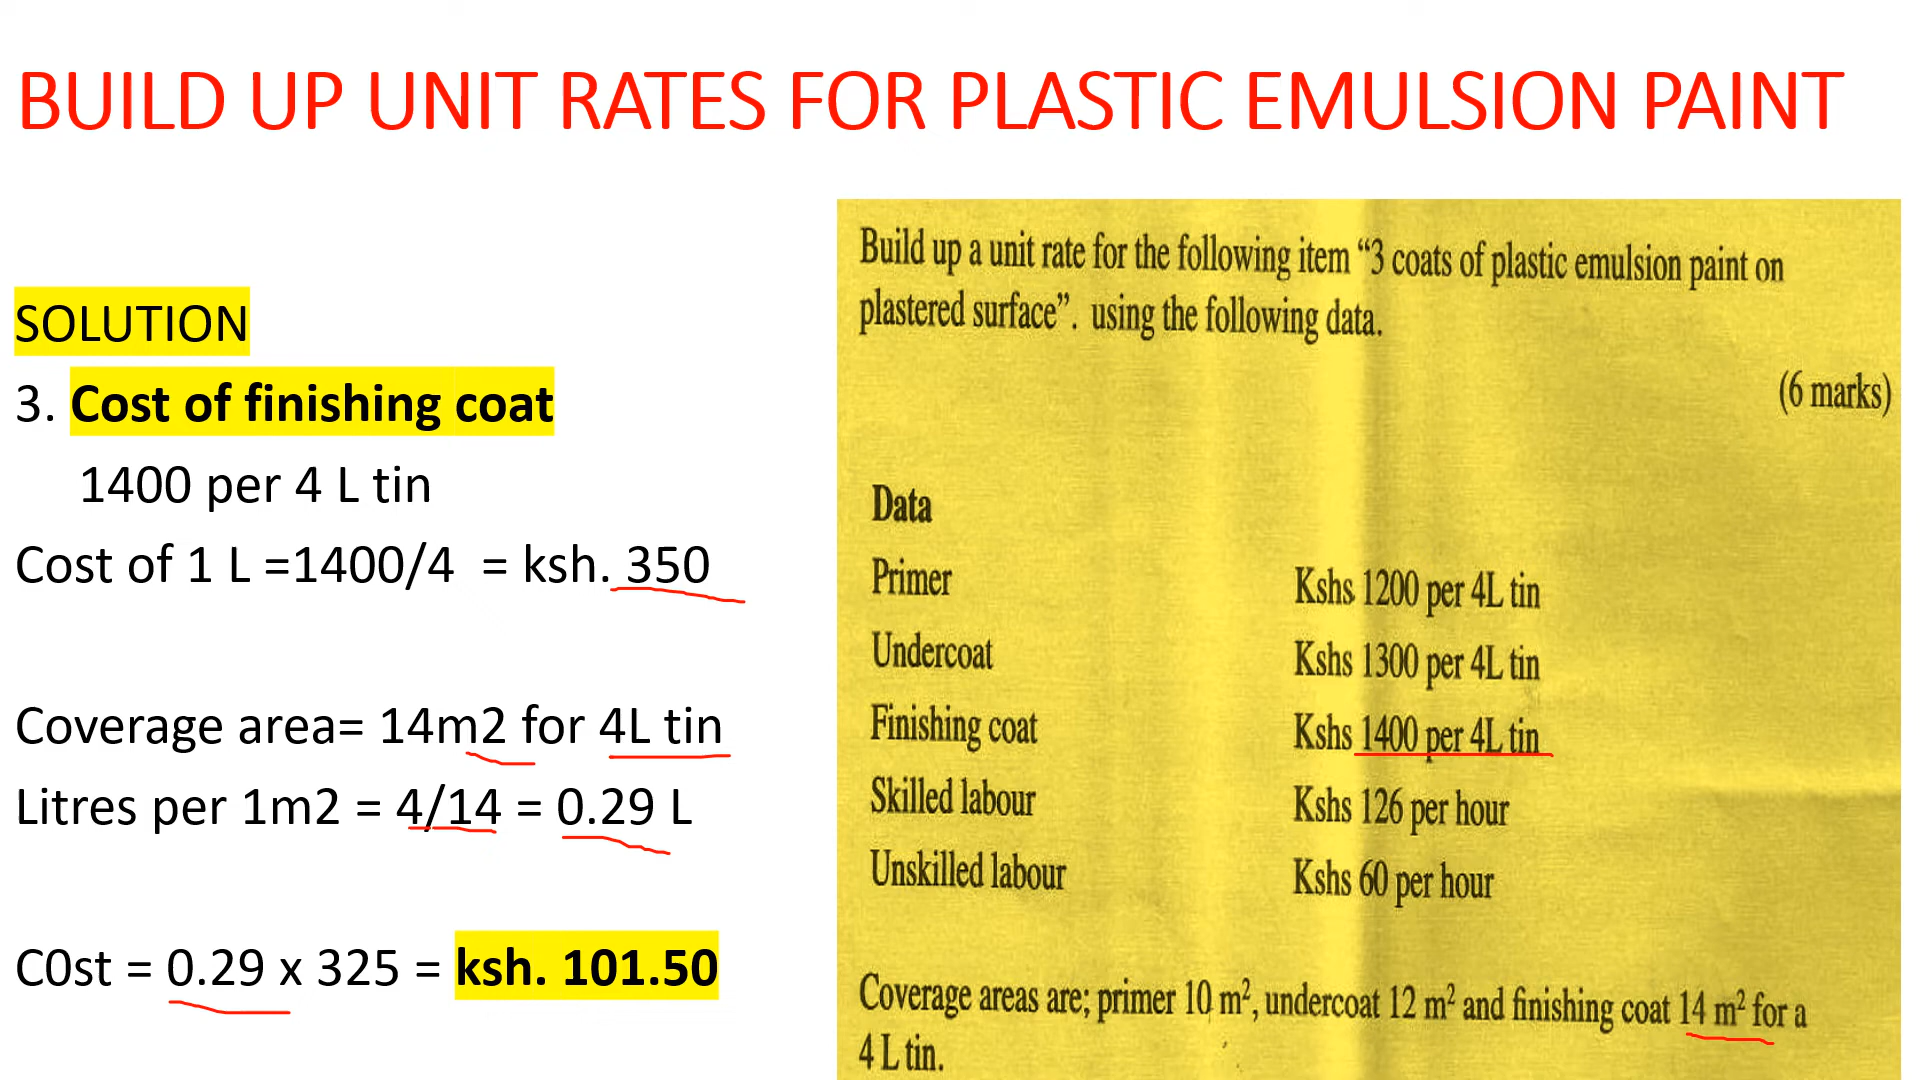 BUILD UP UNIT RATES FOR PLASTIC EMULSION PAINT
SOLUTION
3. Cost of finishing coat
1400 per 4 L tin
Cost of 1 L =1400/4 = ksh. 350
Coverage area= 14m2 for 4L tin
Litres per 1m2 = 4/14 = 0.29 L
C0st = 0.29 x 325 = ksh. 101.50
Build up a unit rate for the following item “3 coats of plastic emulsion paint on
plastered surface”. using the following data.
(6 marks)
Data
Primer Kshs 1200 per 4L tin
Undercoat Kshs 1300 per 4L tin
Finishing coat Kshs 1400 per 4L tin
Skilled labour Kshs 126 per hour
Unskilled labour Kshs 60 per hour
Coverage areas are; primer 10 m², undercoat 12 m² and finishing coat 14 m² for a
4 L tin.